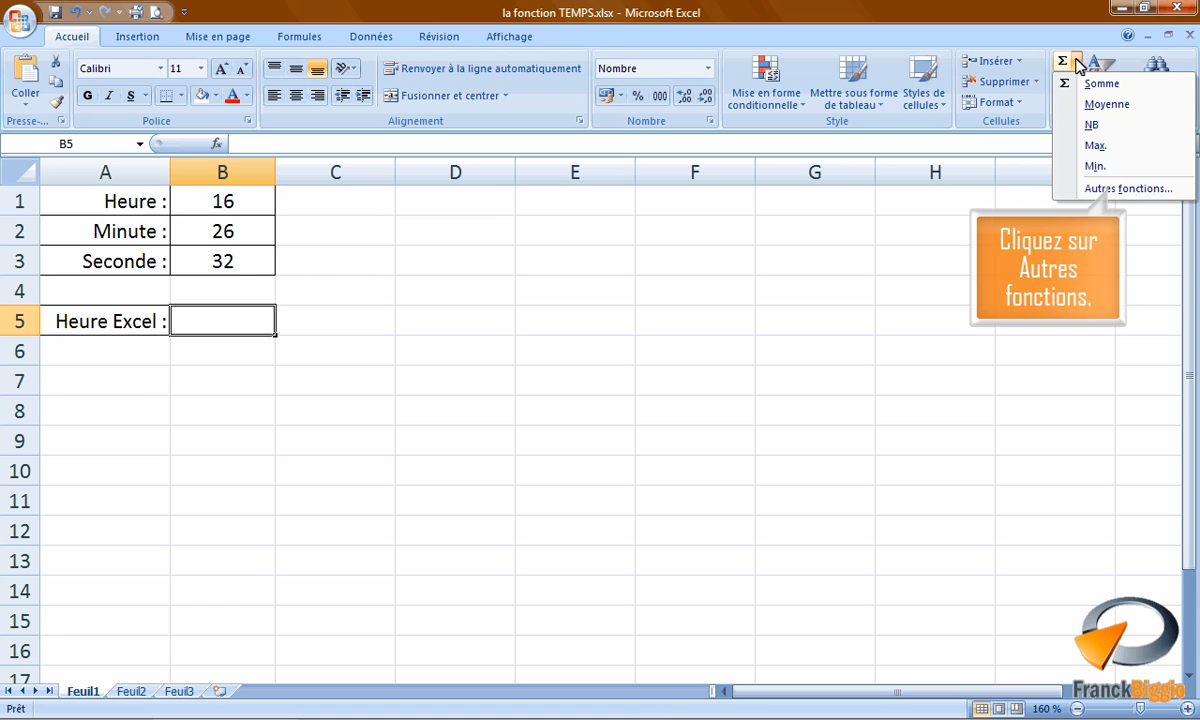 la fonction TEMPS.xlsx - Microsoft Excel
Accueil Insertion Mise en page Formules Données Révision Affichage
Coller
Calibri 11
G I S
Renvoyer à la ligne automatiquement
Fusionner et centrer
Nombre
% 000
Mise en forme conditionnelle
Mettre sous forme de tableau
Styles de cellules
Insérer
Supprimer
Format
Σ
Presse-... Police Alignement Nombre Style Cellules
Σ Somme
Moyenne
NB
Max.
Min.
Autres fonctions...
B5 fx
A B C D E F G H
1 Heure : 16
2 Minute : 26
3 Seconde : 32
4
5 Heure Excel :
6
7
8
9
10
11
12
13
14
15
16
17
Cliquez sur
Autres
fonctions.
FranckBiggio
Feuil1 Feuil2 Feuil3
Prêt 160 %